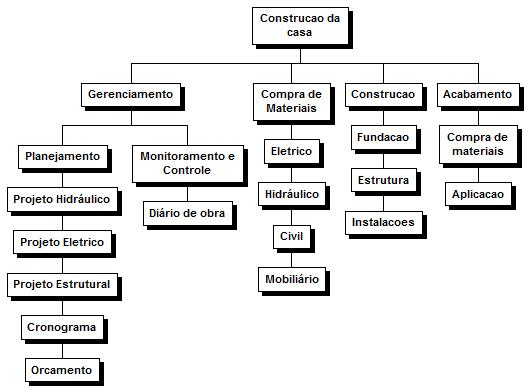 Construcao da
casa
Gerenciamento
Compra de
Materiais
Construcao
Acabamento
Planejamento
Monitoramento e
Controle
Eletrico
Fundacao
Compra de
materiais
Projeto Hidráulico
Diário de obra
Hidráulico
Estrutura
Aplicacao
Projeto Eletrico
Civil
Instalacoes
Projeto Estrutural
Mobiliário
Cronograma
Orcamento